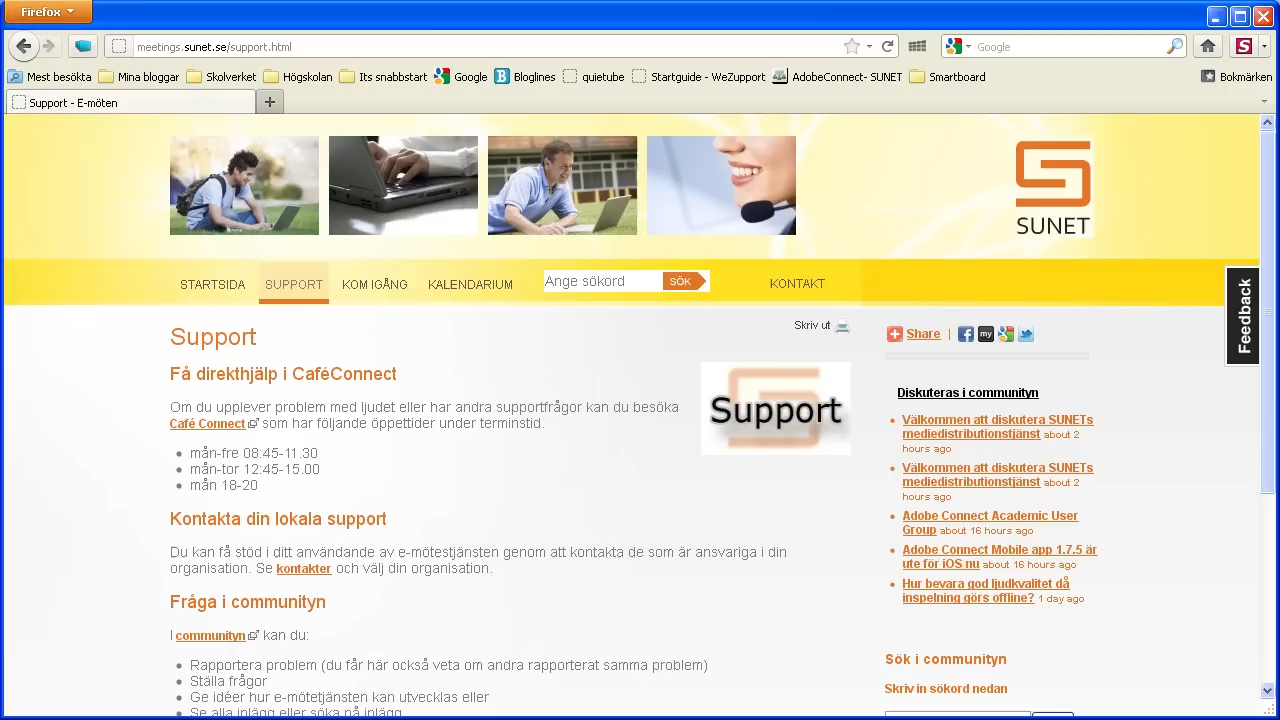 Firefox
meetings.sunet.se/support.html
Google
Mest besökta
Mina bloggar
Skolverket
Högskolan
Its snabbstart
Google
Bloglines
quietube
Startguide - WeZupport
AdobeConnect- SUNET
Smartboard
Bokmärken
Support - E-möten
SUNET
STARTSIDA
SUPPORT
KOM IGÅNG
KALENDARIUM
Ange sökord
SÖK
KONTAKT
Feedback
Skriv ut
Support
Få direkthjälp i CaféConnect
Om du upplever problem med ljudet eller har andra supportfrågor kan du besöka
Café Connect som har följande öppettider under terminstid.
mån-fre 08:45-11.30
mån-tor 12:45-15.00
mån 18-20
Support
Kontakta din lokala support
Du kan få stöd i ditt användande av e-mötestjänsten genom att kontakta de som är ansvariga i din
organisation. Se kontakter och välj din organisation.
Fråga i communityn
I communityn kan du:
Rapportera problem (du får här också veta om andra rapporterat samma problem)
Ställa frågor
Ge idéer hur e-mötetjänsten kan utvecklas eller
Se alla inlägg eller söka på inlägg
Share |
my
Diskuteras i communityn
Välkommen att diskutera SUNETs
mediedistributionstjänst about 2
hours ago
Välkommen att diskutera SUNETs
mediedistributionstjänst about 2
hours ago
Adobe Connect Academic User
Group about 16 hours ago
Adobe Connect Mobile app 1.7.5 är
ute för iOS nu about 16 hours ago
Hur bevara god ljudkvalitet då
inspelning görs offline? 1 day ago
Sök i communityn
Skriv in sökord nedan